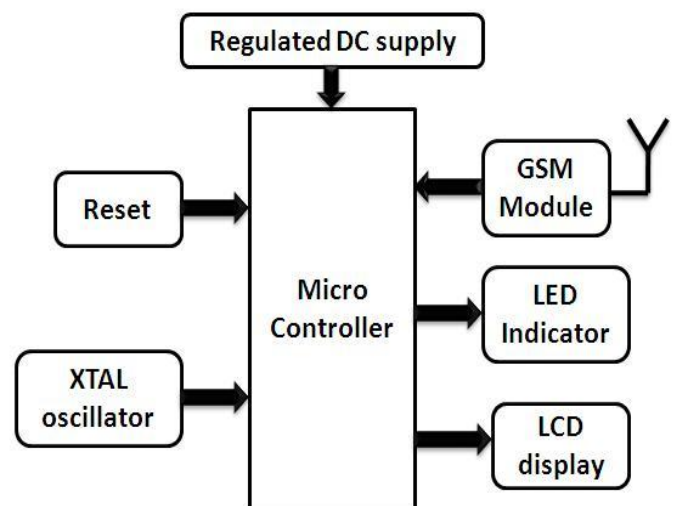 Regulated DC supply
Reset
XTAL
oscillator
Micro
Controller
GSM
Module
LED
Indicator
LCD
display